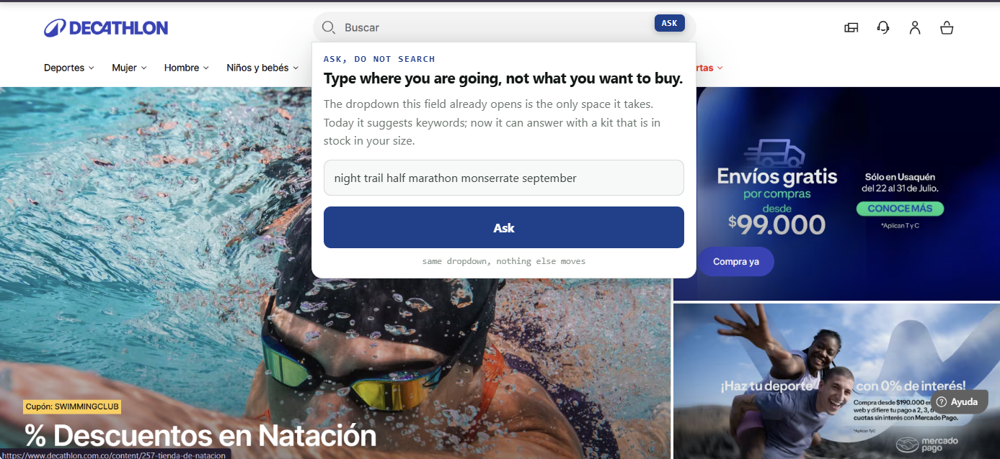 DECATHLON
Buscar
ASK
Deportes
Mujer
Hombre
Niños y bebés
rtas
ASK, DO NOT SEARCH
Type where you are going, not what you want to buy.
The dropdown this field already opens is the only space it takes.
Today it suggests keywords; now it can answer with a kit that is in
stock in your size.
night trail half marathon monserrate september
Ask
same dropdown, nothing else moves
Envíos gratis
por compras
desde
$99.000
Sólo en Usaquén
del 22 al 31 de Julio.
CONOCE MÁS
*Aplican T y C
Compra ya
¡Haz tu deporte con 0% de interés!
Compra desde $190.000 en
web y difiere tu pago a 2, 3, 6
cuotas sin interés con Mercado Pago.
*Aplican TyC
mercado
pago
Ayuda
Cupón: SWIMMINGCLUB
% Descuentos en Natación
https://www.decathlon.com.co/content/257-tienda-de-natacion